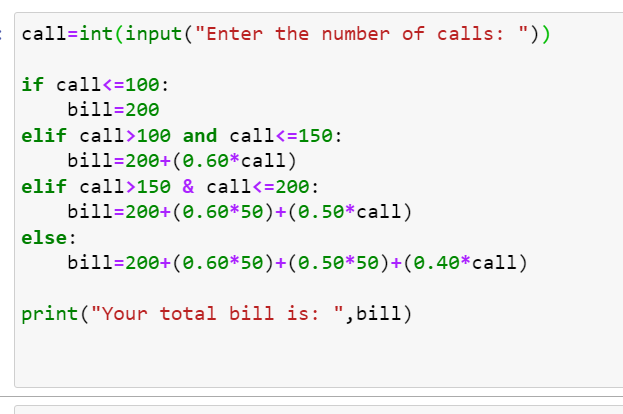 call=int(input("Enter the number of calls: "))
if call<=100:
    bill=200
elif call>100 and call<=150:
    bill=200+(0.60*call)
elif call>150 & call<=200:
    bill=200+(0.60*50)+(0.50*call)
else:
    bill=200+(0.60*50)+(0.50*50)+(0.40*call)
print("Your total bill is: ",bill)